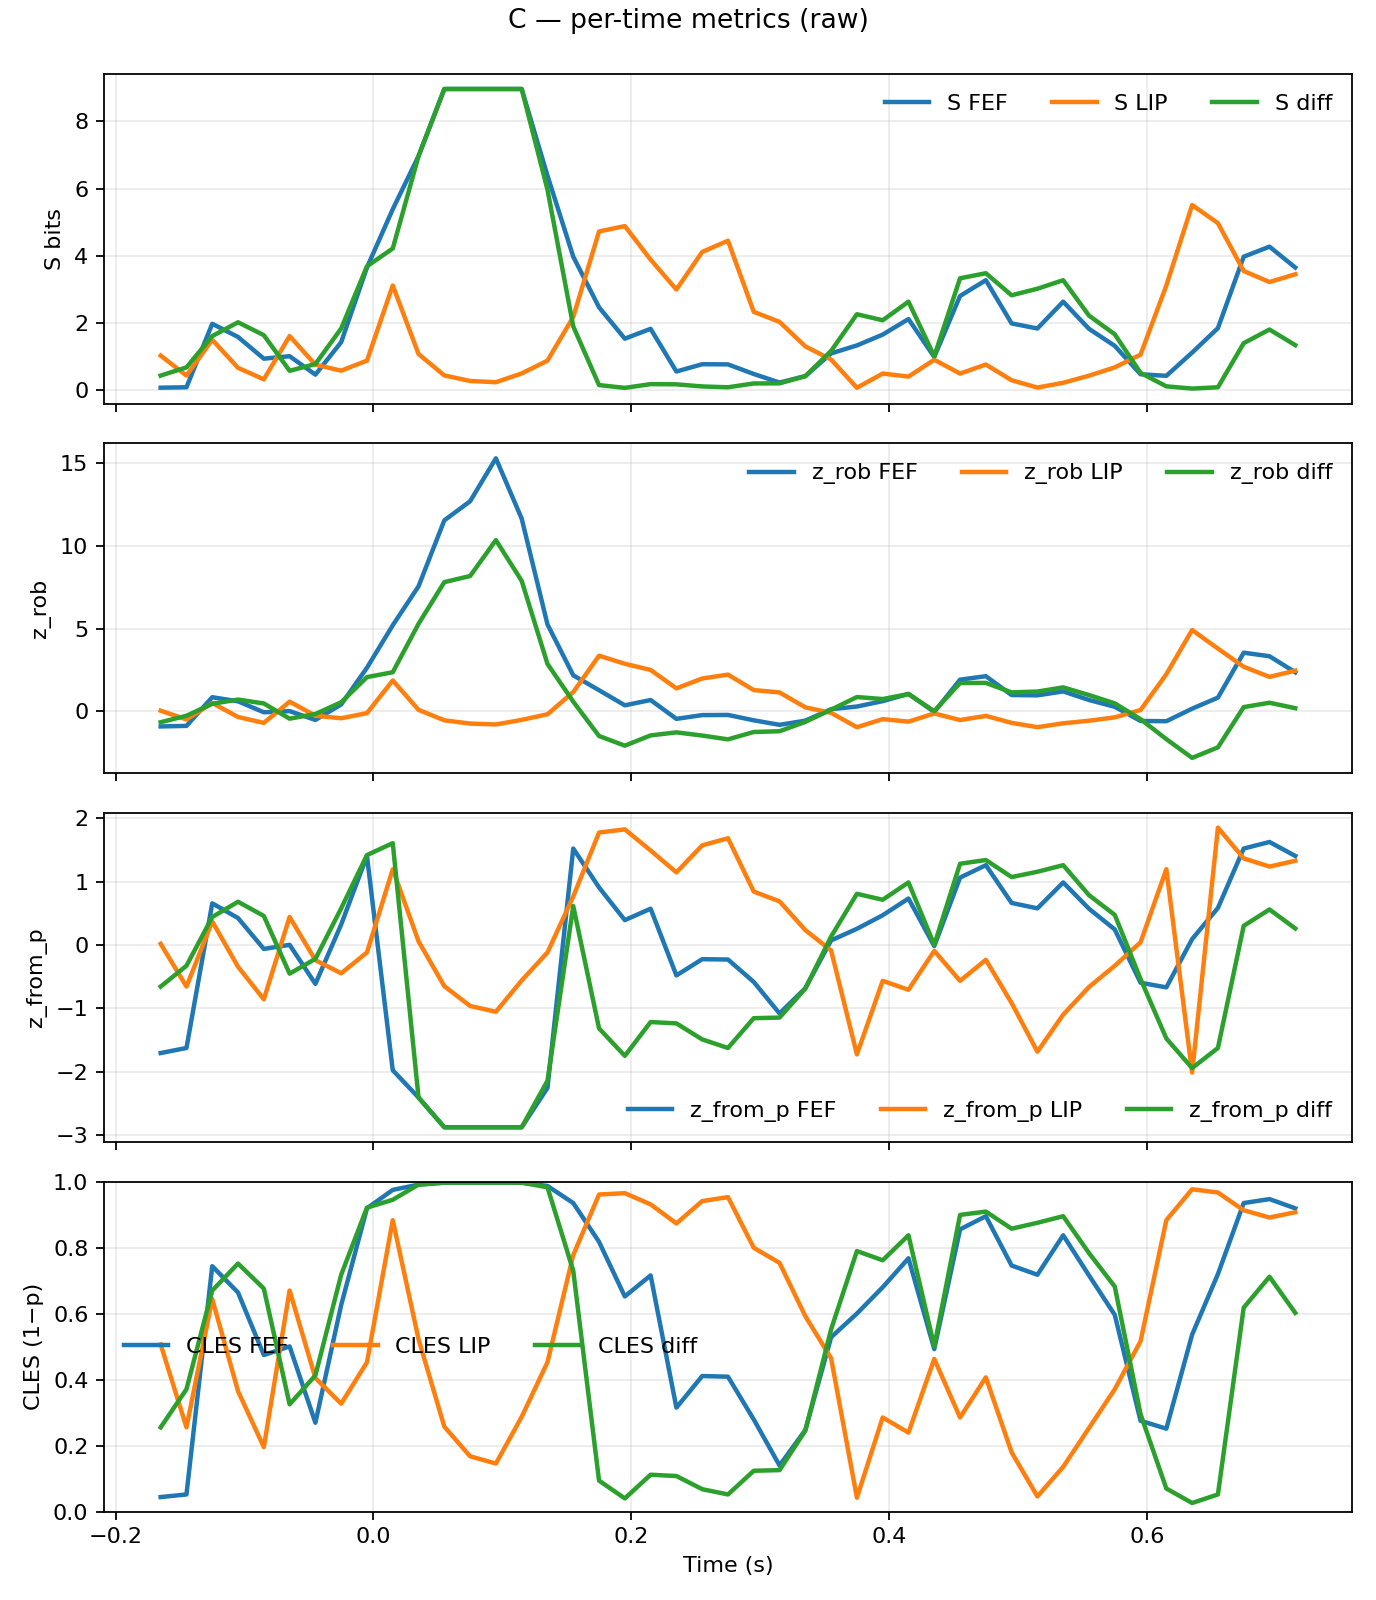 C — per-time metrics (raw)
S FEF S LIP S diff
8
6
4
2
0
S bits
z_rob FEF z_rob LIP z_rob diff
15
10
5
0
z_rob
2
1
0
−1
−2
−3
z_from_p
z_from_p FEF z_from_p LIP z_from_p diff
1.0
0.8
0.6
0.4
0.2
0.0
CLES (1−p)
CLES FEF CLES LIP CLES diff
−0.2 0.0 0.2 0.4 0.6
Time (s)